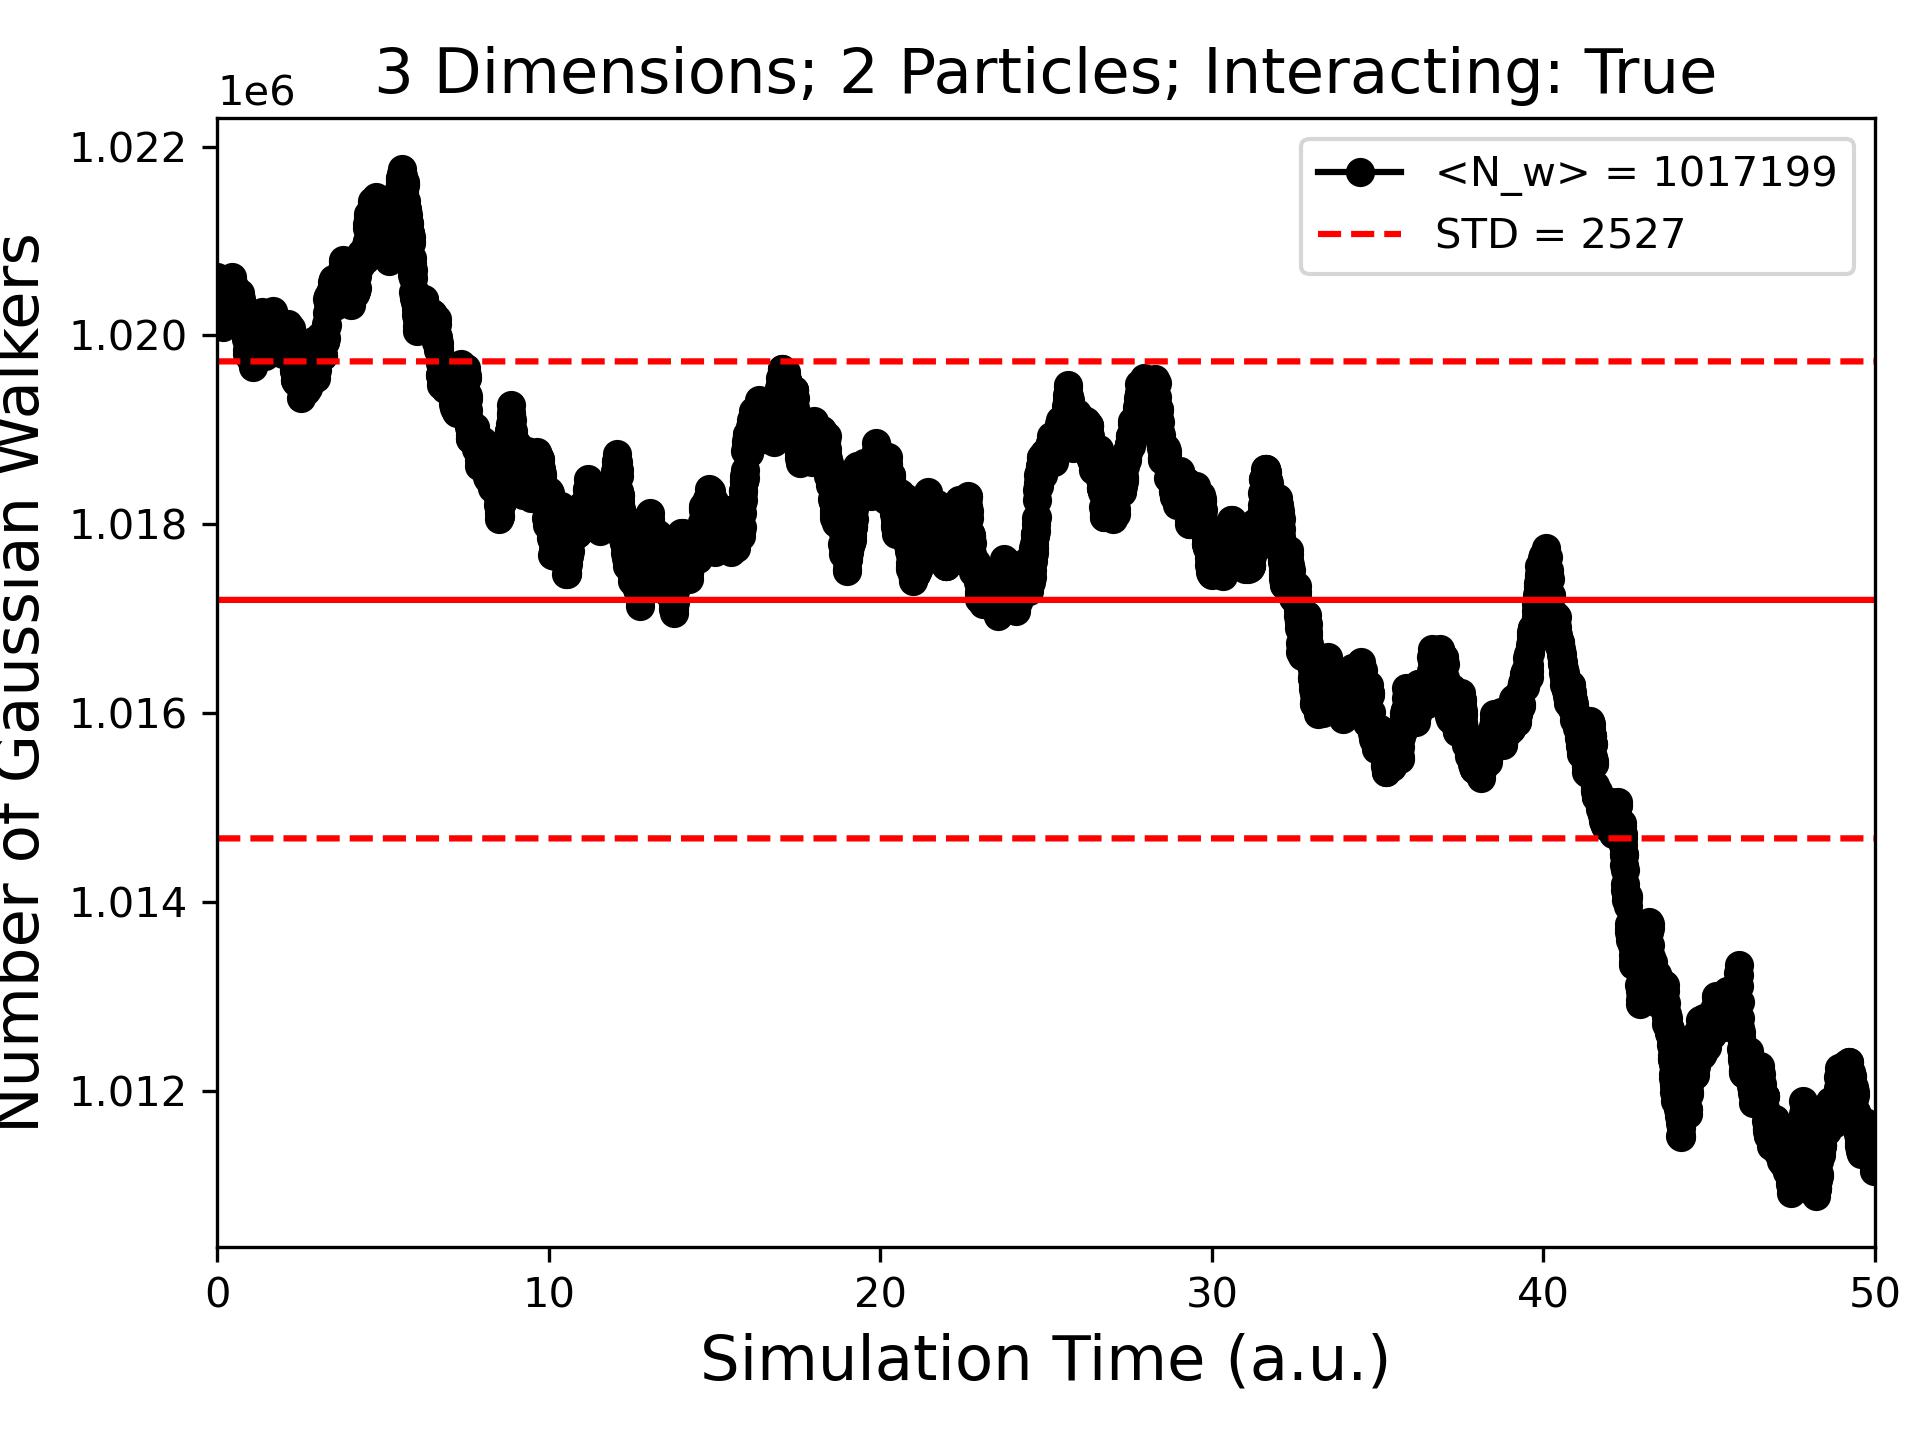 3 Dimensions; 2 Particles; Interacting: True
1e6
<N_w> = 1017199
STD = 2527
1.022
1.020
1.018
1.016
1.014
1.012
Number of Gaussian Walkers
0 10 20 30 40 50
Simulation Time (a.u.)